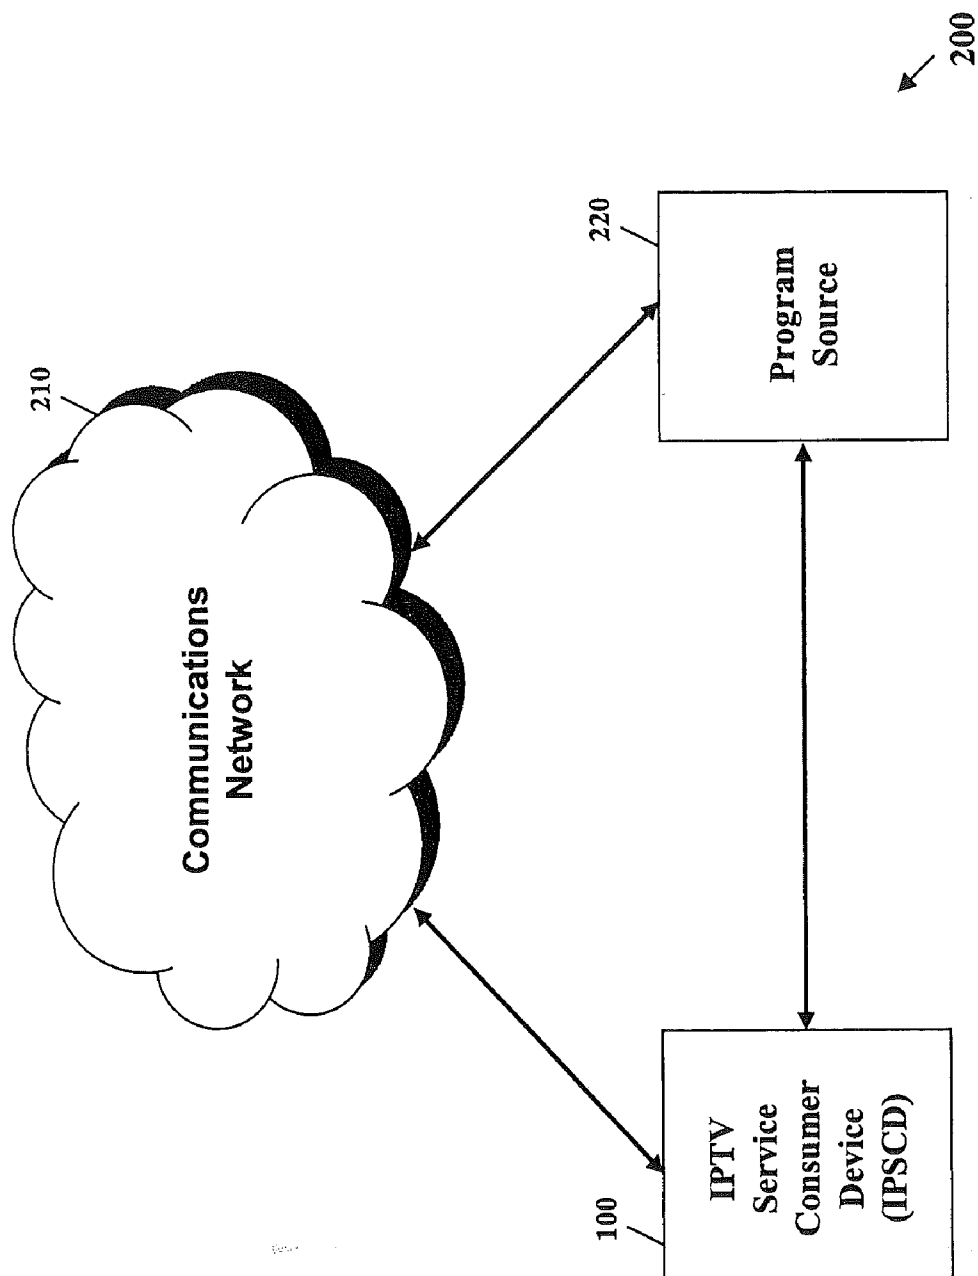 210
Communications
Network
220
Program
Source
100
IPTV
Service
Consumer
Device
(IPSCD)
200